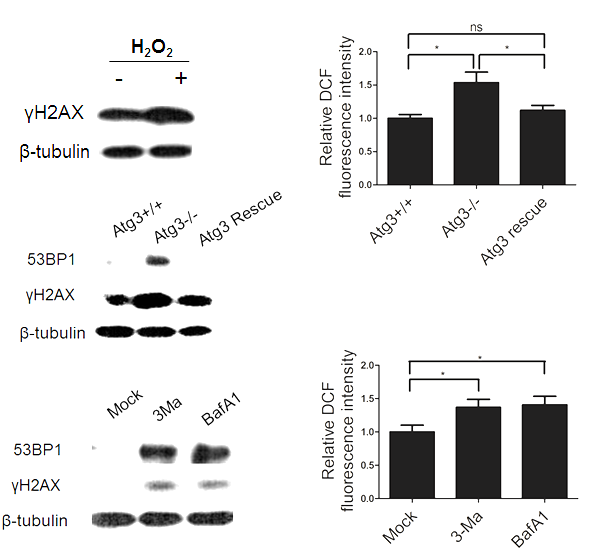 H₂O₂
- +
γH2AX
β-tubulin
Atg3+/+ Atg3-/- Atg3 Rescue
53BP1
γH2AX
β-tubulin
Mock 3Ma BafA1
53BP1
γH2AX
β-tubulin
ns
* *
Relative DCF
fluorescence intensity
2.0
1.5
1.0
0.5
0.0
Atg3+/+ Atg3-/- Atg3 rescue
*
*
Relative DCF
fluorescence intensity
2.0
1.5
1.0
0.5
0.0
Mock 3-Ma BafA1